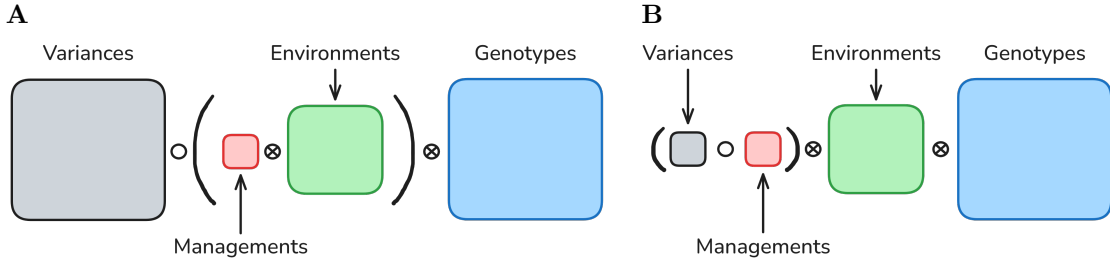 A
Variances
Environments
Genotypes
Managements
B
Variances
Environments
Genotypes
Managements